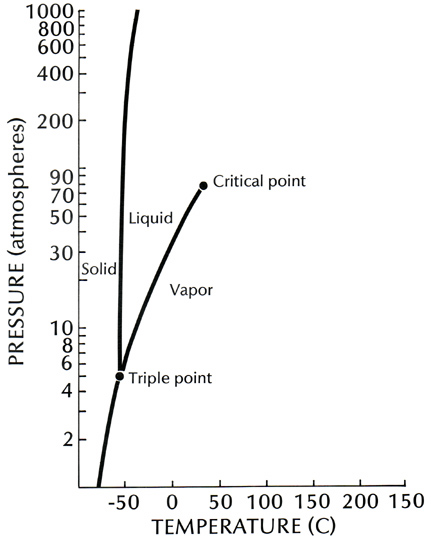 1000
800
600
400
200
90
70
50
30
10
8
6
4
2
PRESSURE (atmospheres)
Critical point
Liquid
Solid
Vapor
Triple point
-50 0 50 100 150 200 150
TEMPERATURE (C)